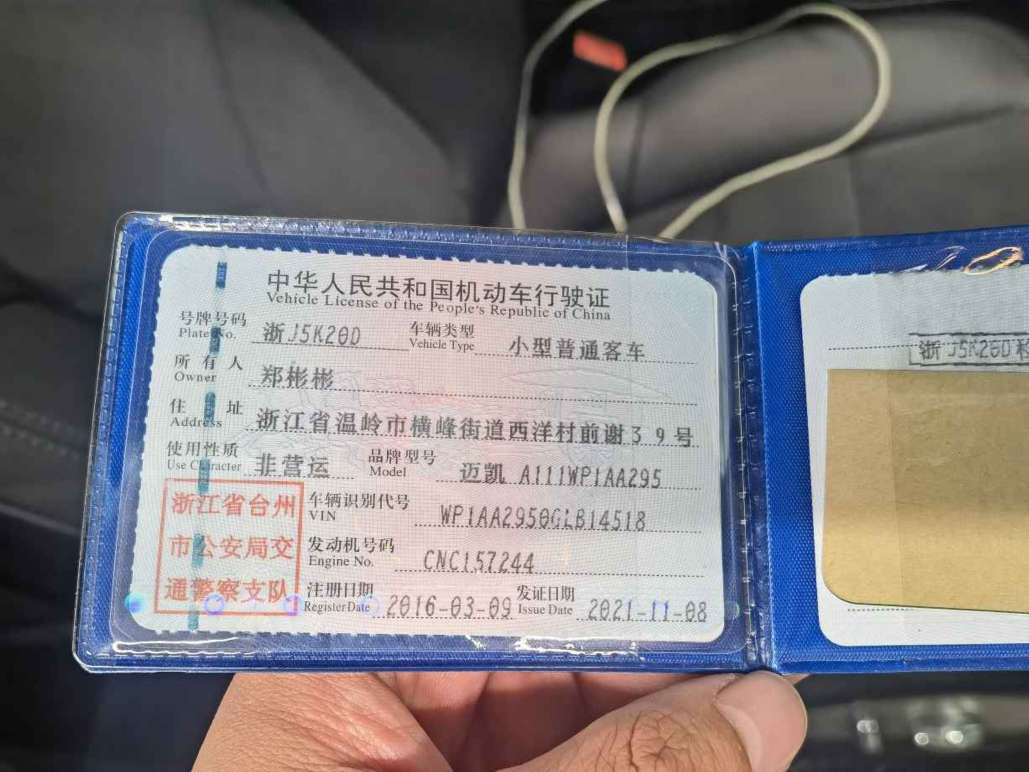 中华人民共和国机动车行驶证
Vehicle License of the People's Republic of China
号牌号码 浙J5K20D 车辆类型 小型普通客车
Plate No. Vehicle Type
所有人 郑彬彬
Owner
住址 浙江省温岭市横峰街道西洋村前谢39号
Address
使用性质 非营运 品牌型号 迈凯 A111WP1AA295
Use Character Model
浙江省台州
市公安局交
通警察支队
车辆识别代号 WP1AA2950GLB14518
VIN
发动机号码 CNC157244
Engine No.
注册日期 2016-03-09 发证日期 2021-11-08
Register Date Issue Date
浙J5K20D 检